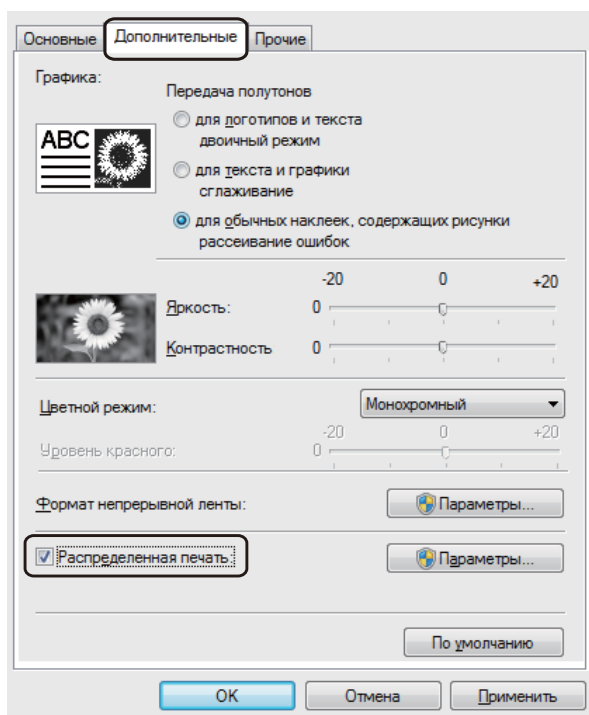 Основные Дополнительные Прочие
Графика:
Передача полутонов
ABC
для логотипов и текста
двоичный режим
для текста и графики
сглаживание
для обычных наклеек, содержащих рисунки
рассеивание ошибок
-20 0 +20
Яркость: 0
Контрастность 0
Цветной режим: Монохромный
-20 0 +20
Уровень красного: 0
Формат непрерывной ленты: Параметры...
Распределенная печать: Параметры...
По умолчанию
OK Отмена Применить